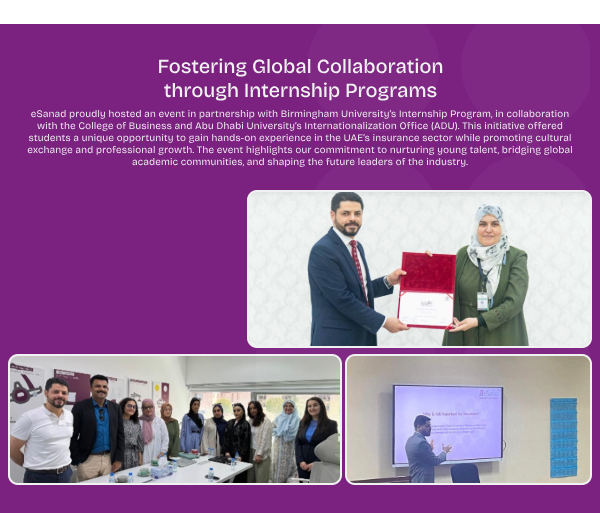 Fostering Global Collaboration
through Internship Programs
eSanad proudly hosted an event in partnership with Birmingham University's Internship Program, in collaboration
with the College of Business and Abu Dhabi University's Internationalization Office (ADU). This initiative offered
students a unique opportunity to gain hands-on experience in the UAE's insurance sector while promoting cultural
exchange and professional growth. The event highlights our commitment to nurturing young talent, bridging global
academic communities, and shaping the future leaders of the industry.